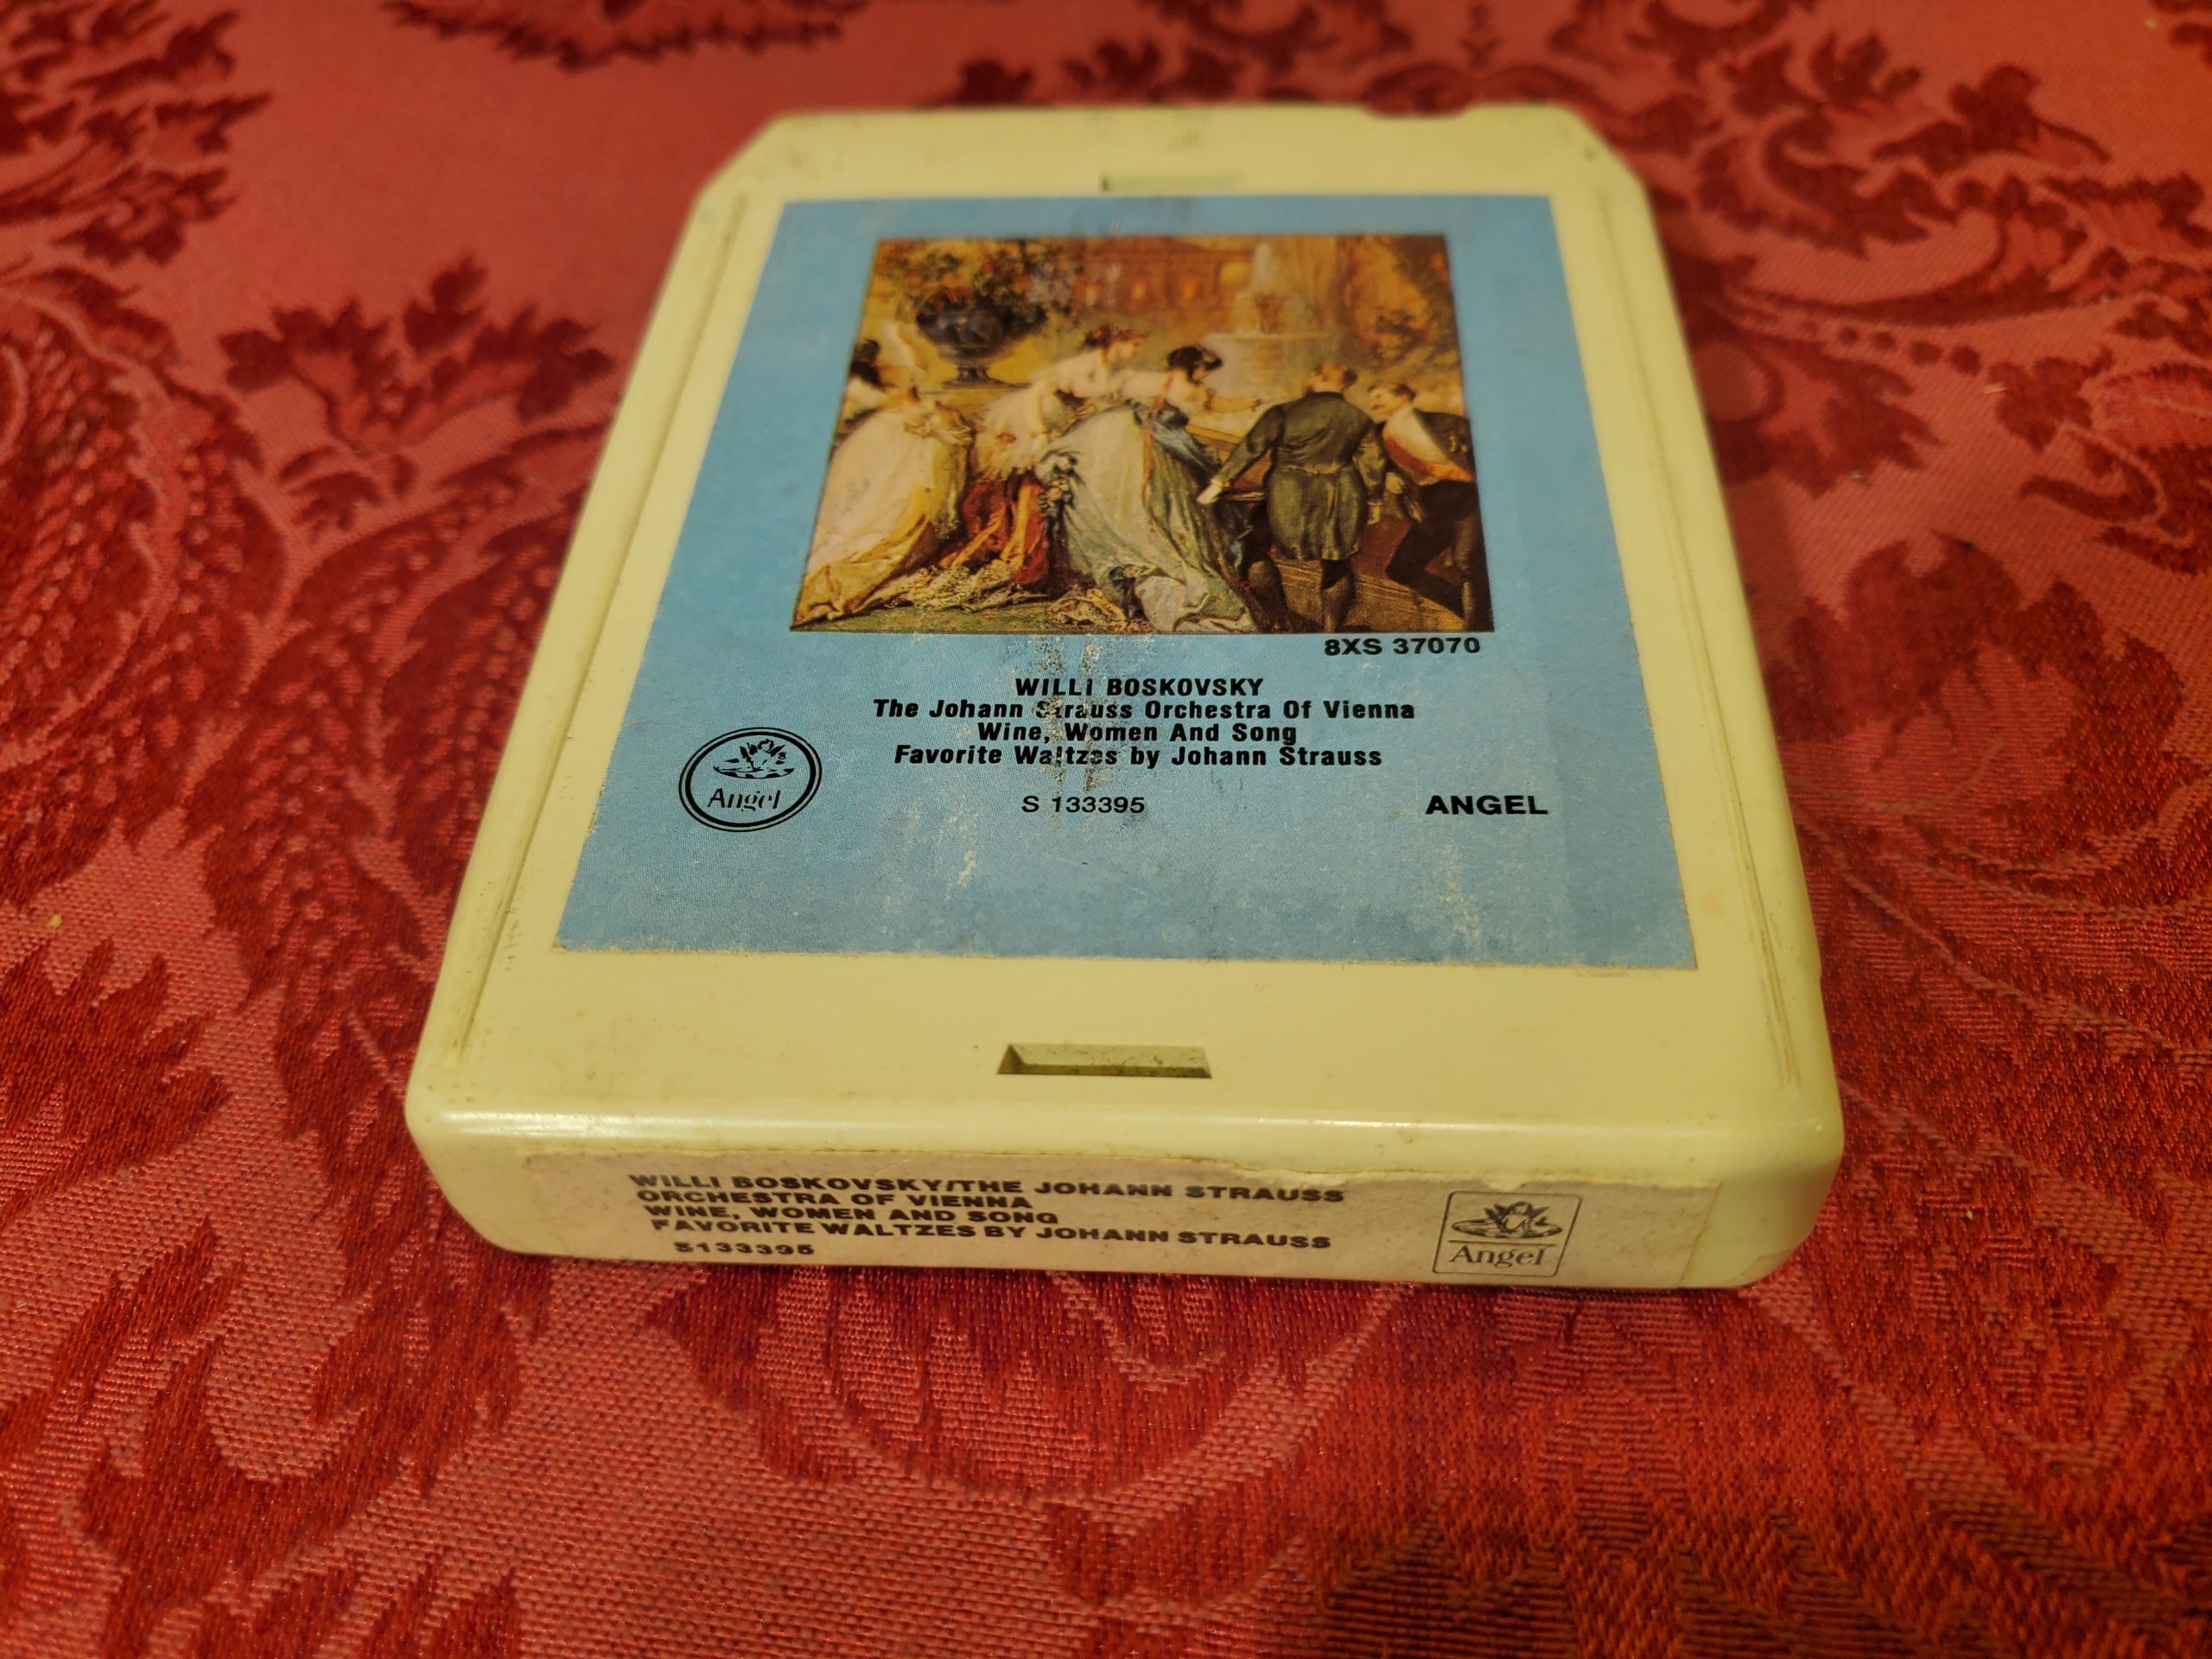 8XS 37070
WILLI BOSKOVSKY
The Johann Strauss Orchestra Of Vienna
Wine, Women And Song
Favorite Waltzes by Johann Strauss
Angel
S 133395
ANGEL
WILLI BOSKOVSKY/THE JOHANN STRAUSS
ORCHESTRA OF VIENNA
WINE, WOMEN AND SONG
FAVORITE WALTZES BY JOHANN STRAUSS
S133395
Angel